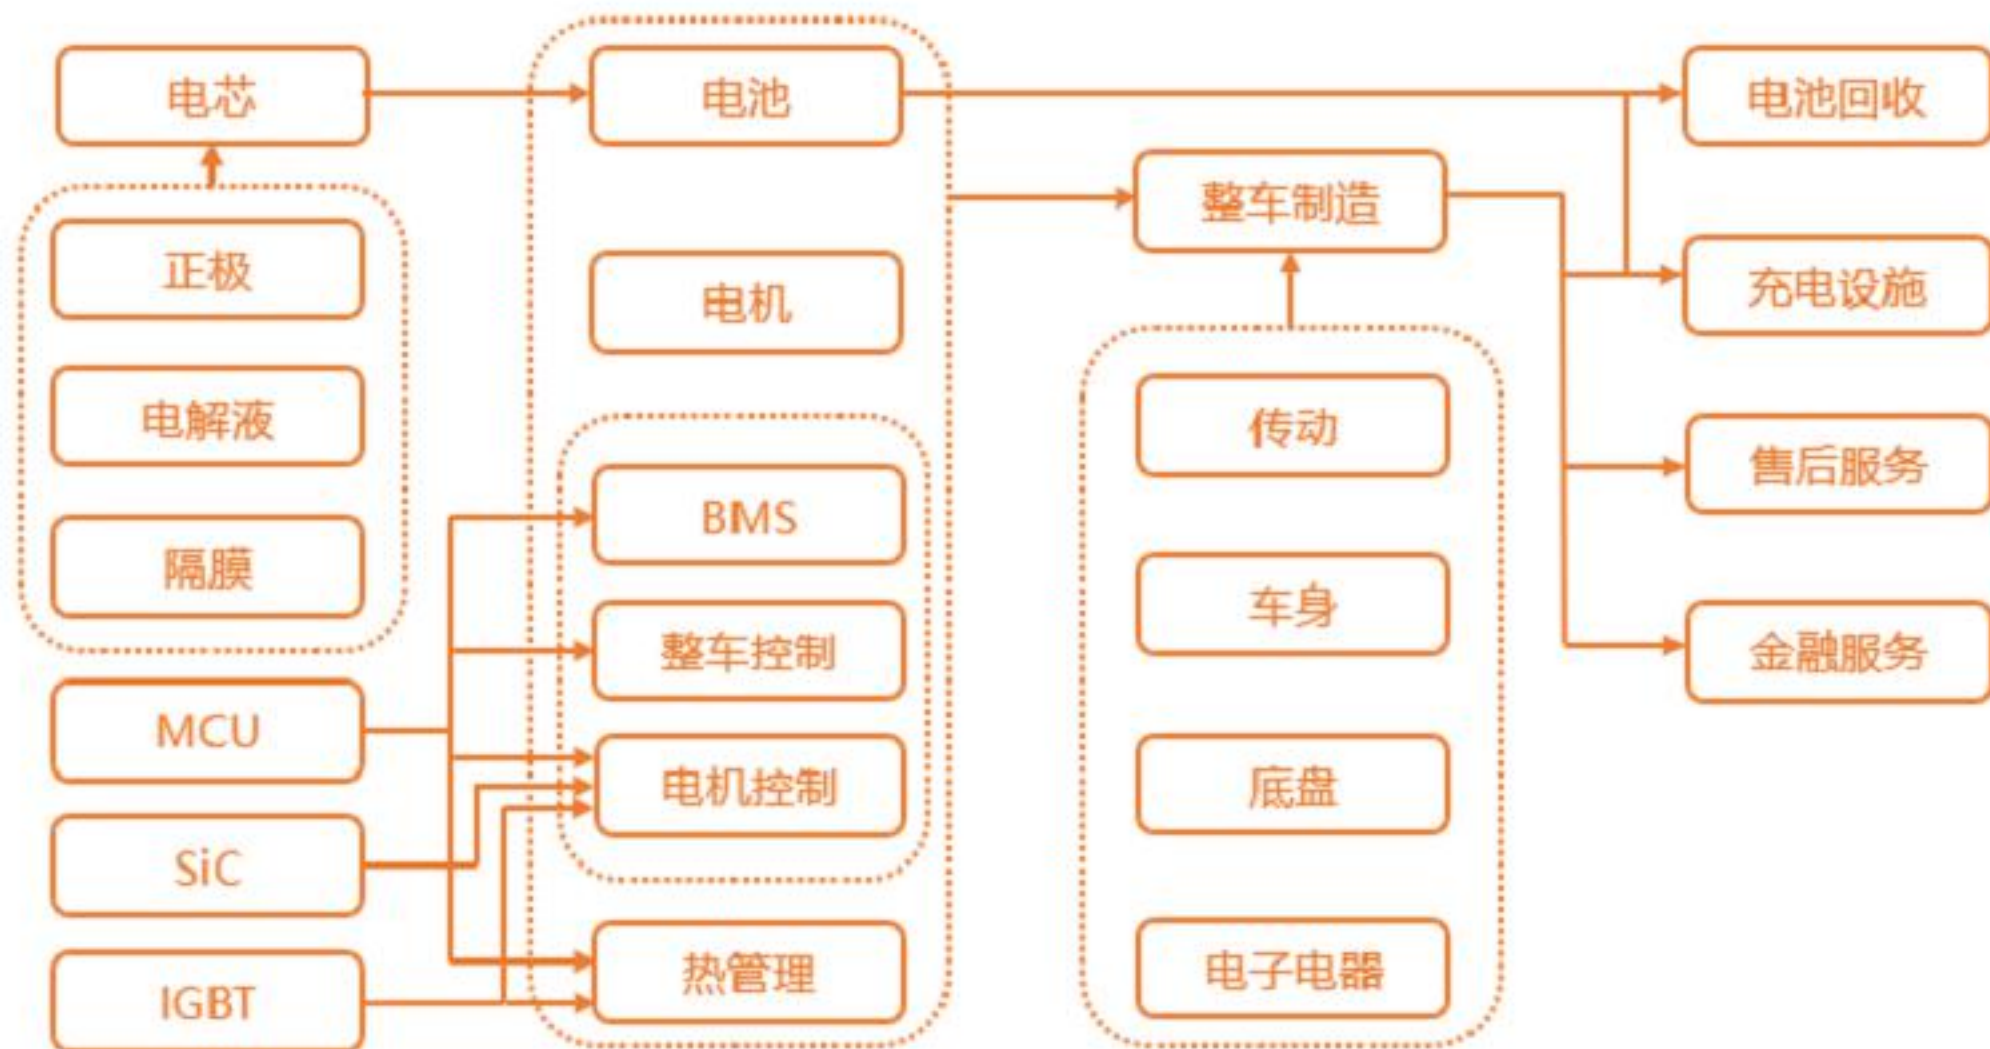 电芯
正极
电解液
隔膜
MCU
SiC
IGBT
电池
电机
BMS
整车控制
电机控制
热管理
整车制造
传动
车身
底盘
电子电器
电池回收
充电设施
售后服务
金融服务